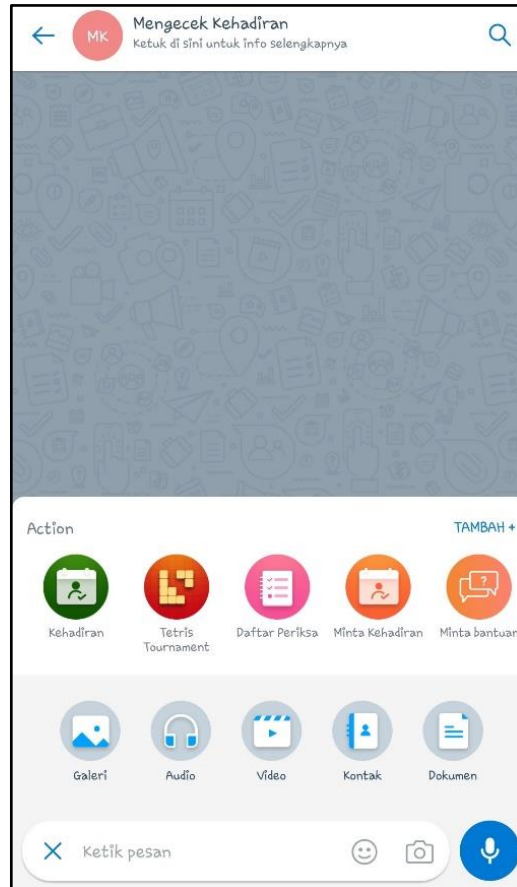 MK
Mengecek Kehadiran
Ketuk di sini untuk info selengkapnya
Action
TAMBAH +
Kehadiran
Tetris
Tournament
Daftar Periksa
Minta Kehadiran
Minta bantuan
Galeri
Audio
Video
Kontak
Dokumen
Ketik pesan